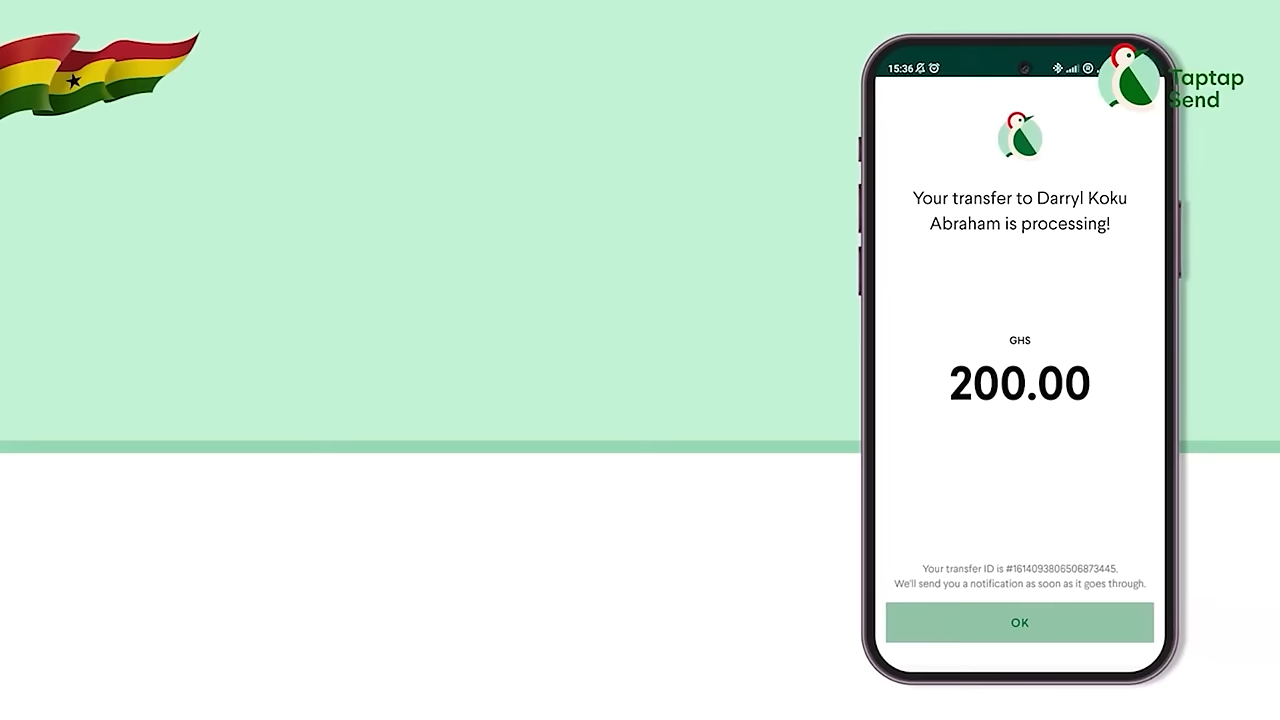 15:36
Taptap
Send
Your transfer to Darryl Koku
Abraham is processing!
GHS
200.00
Your transfer ID is #1614093806506873445.
We'll send you a notification as soon as it goes through.
OK